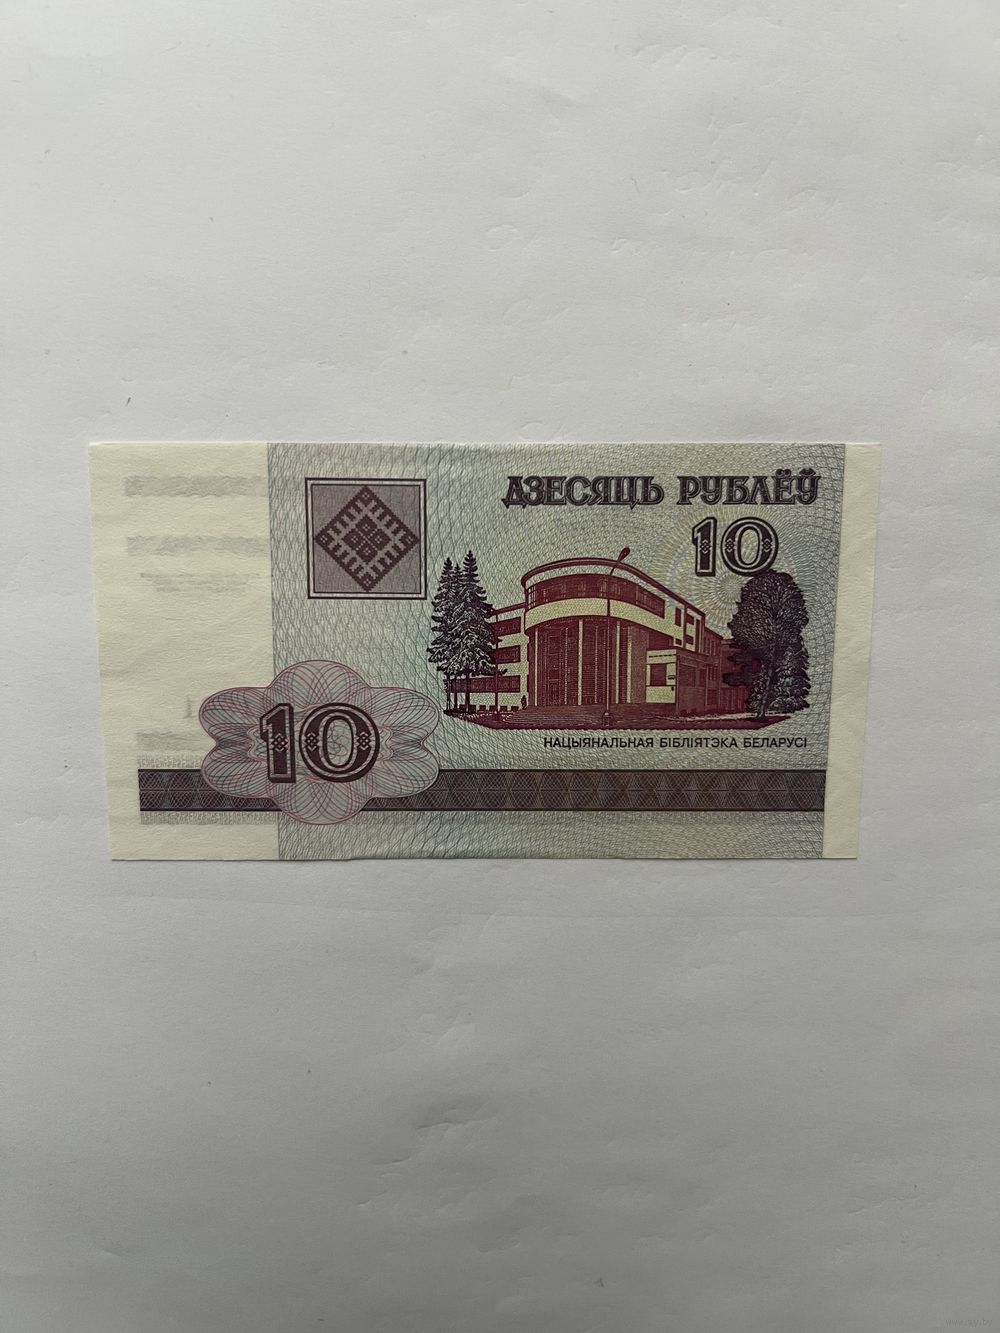 ДЗЕСЯЦЬ РУБЛЁЎ
10
10
НАЦЫЯНАЛЬНАЯ БІБЛІЯТЭКА БЕЛАРУСІ